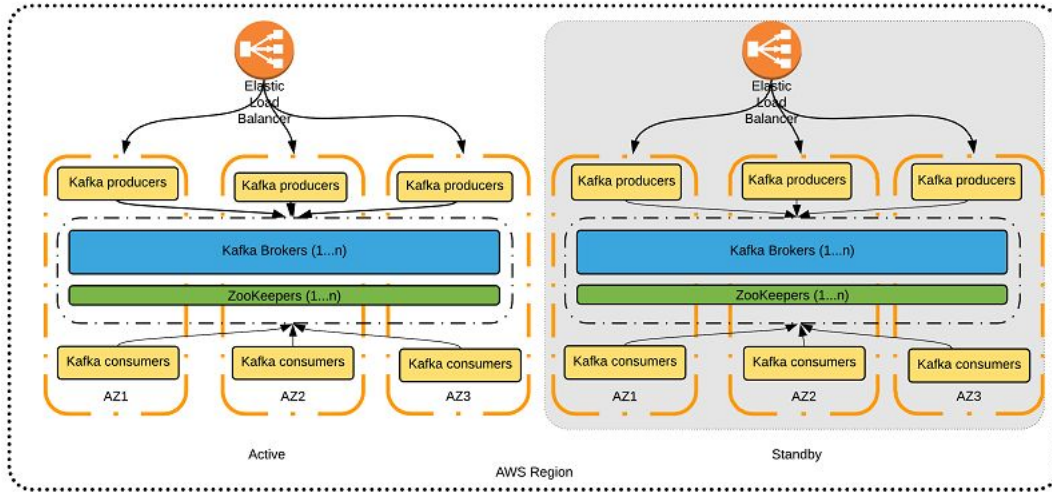 Elastic
Load
Balancer
Kafka producers
Kafka producers
Kafka producers
Kafka Brokers (1...n)
ZooKeepers (1...n)
Kafka consumers
Kafka consumers
Kafka consumers
AZ1
AZ2
AZ3
Active
Elastic
Load
Balancer
Kafka producers
Kafka producers
Kafka producers
Kafka Brokers (1...n)
ZooKeepers (1...n)
Kafka consumers
Kafka consumers
Kafka consumers
AZ1
AZ2
AZ3
Standby
AWS Region